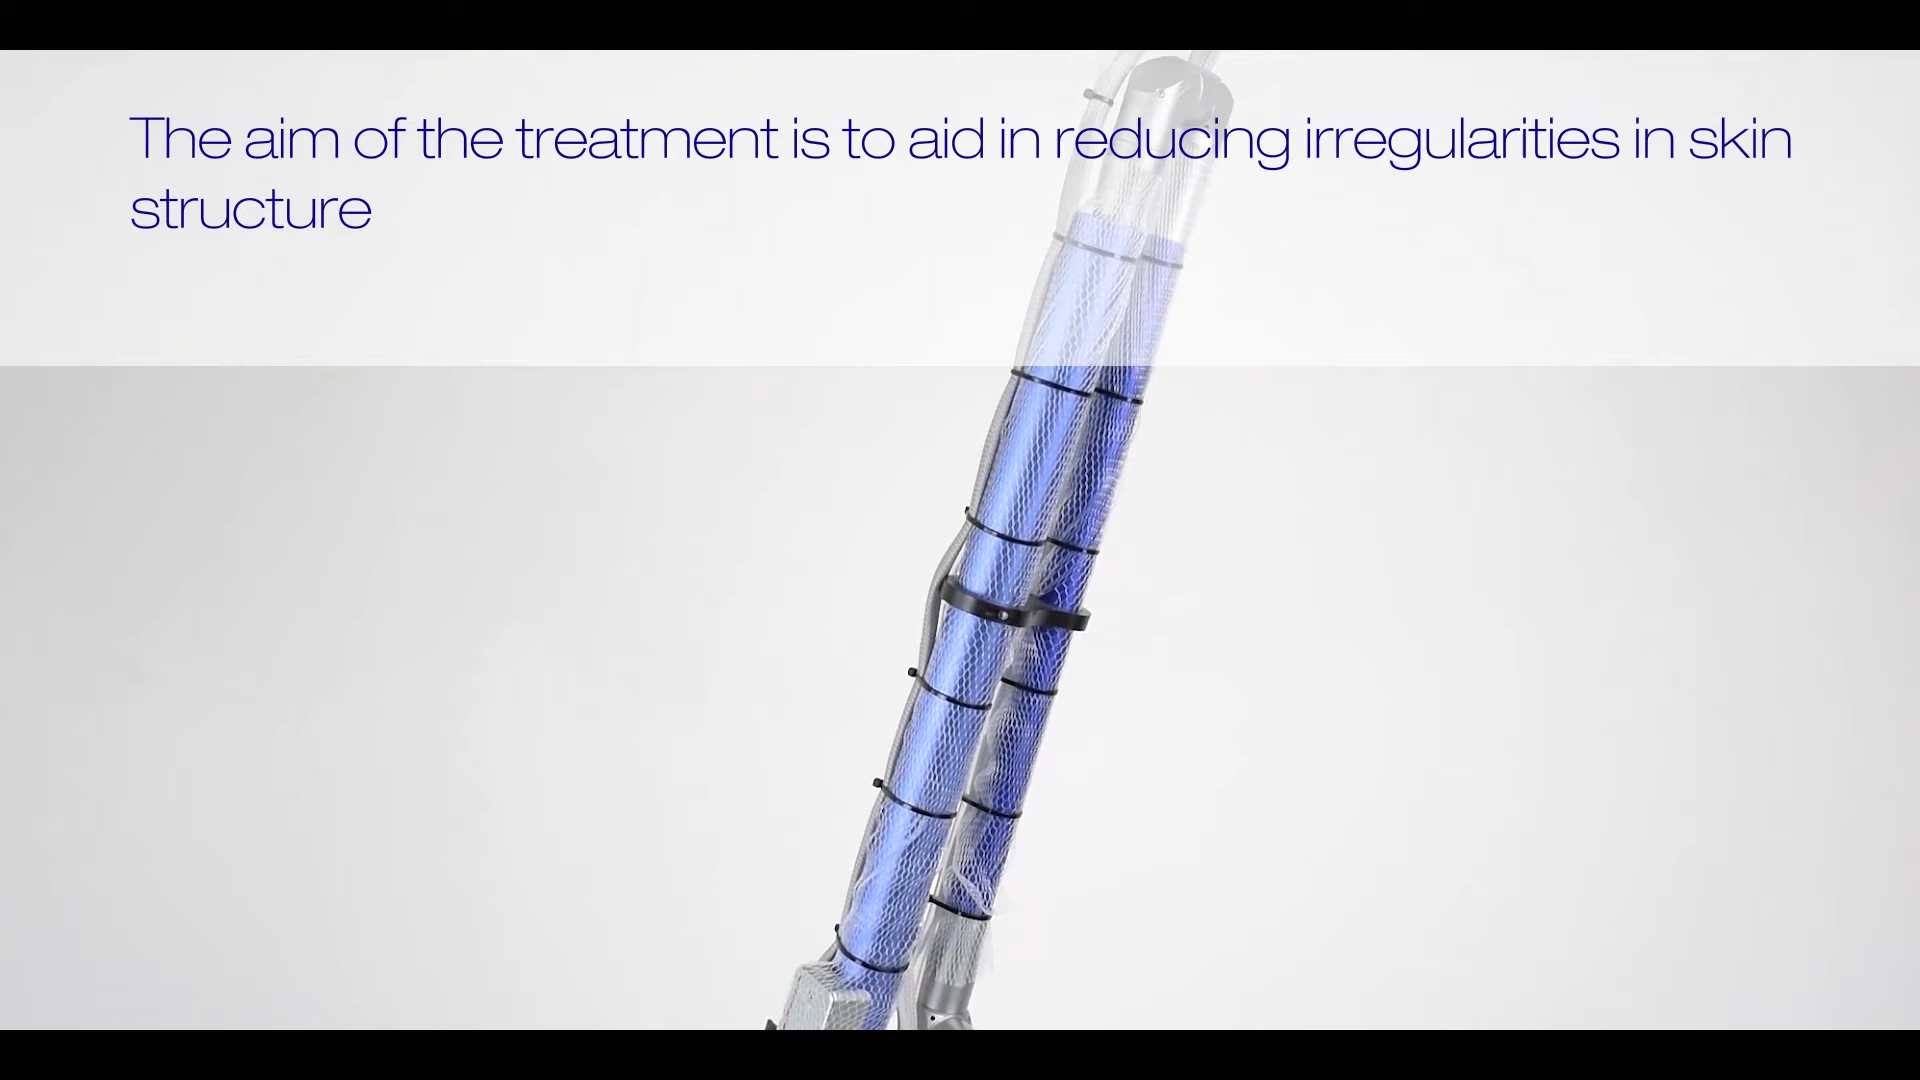 The aim of the treatment is to aid in reducing irregularities in skin
structure